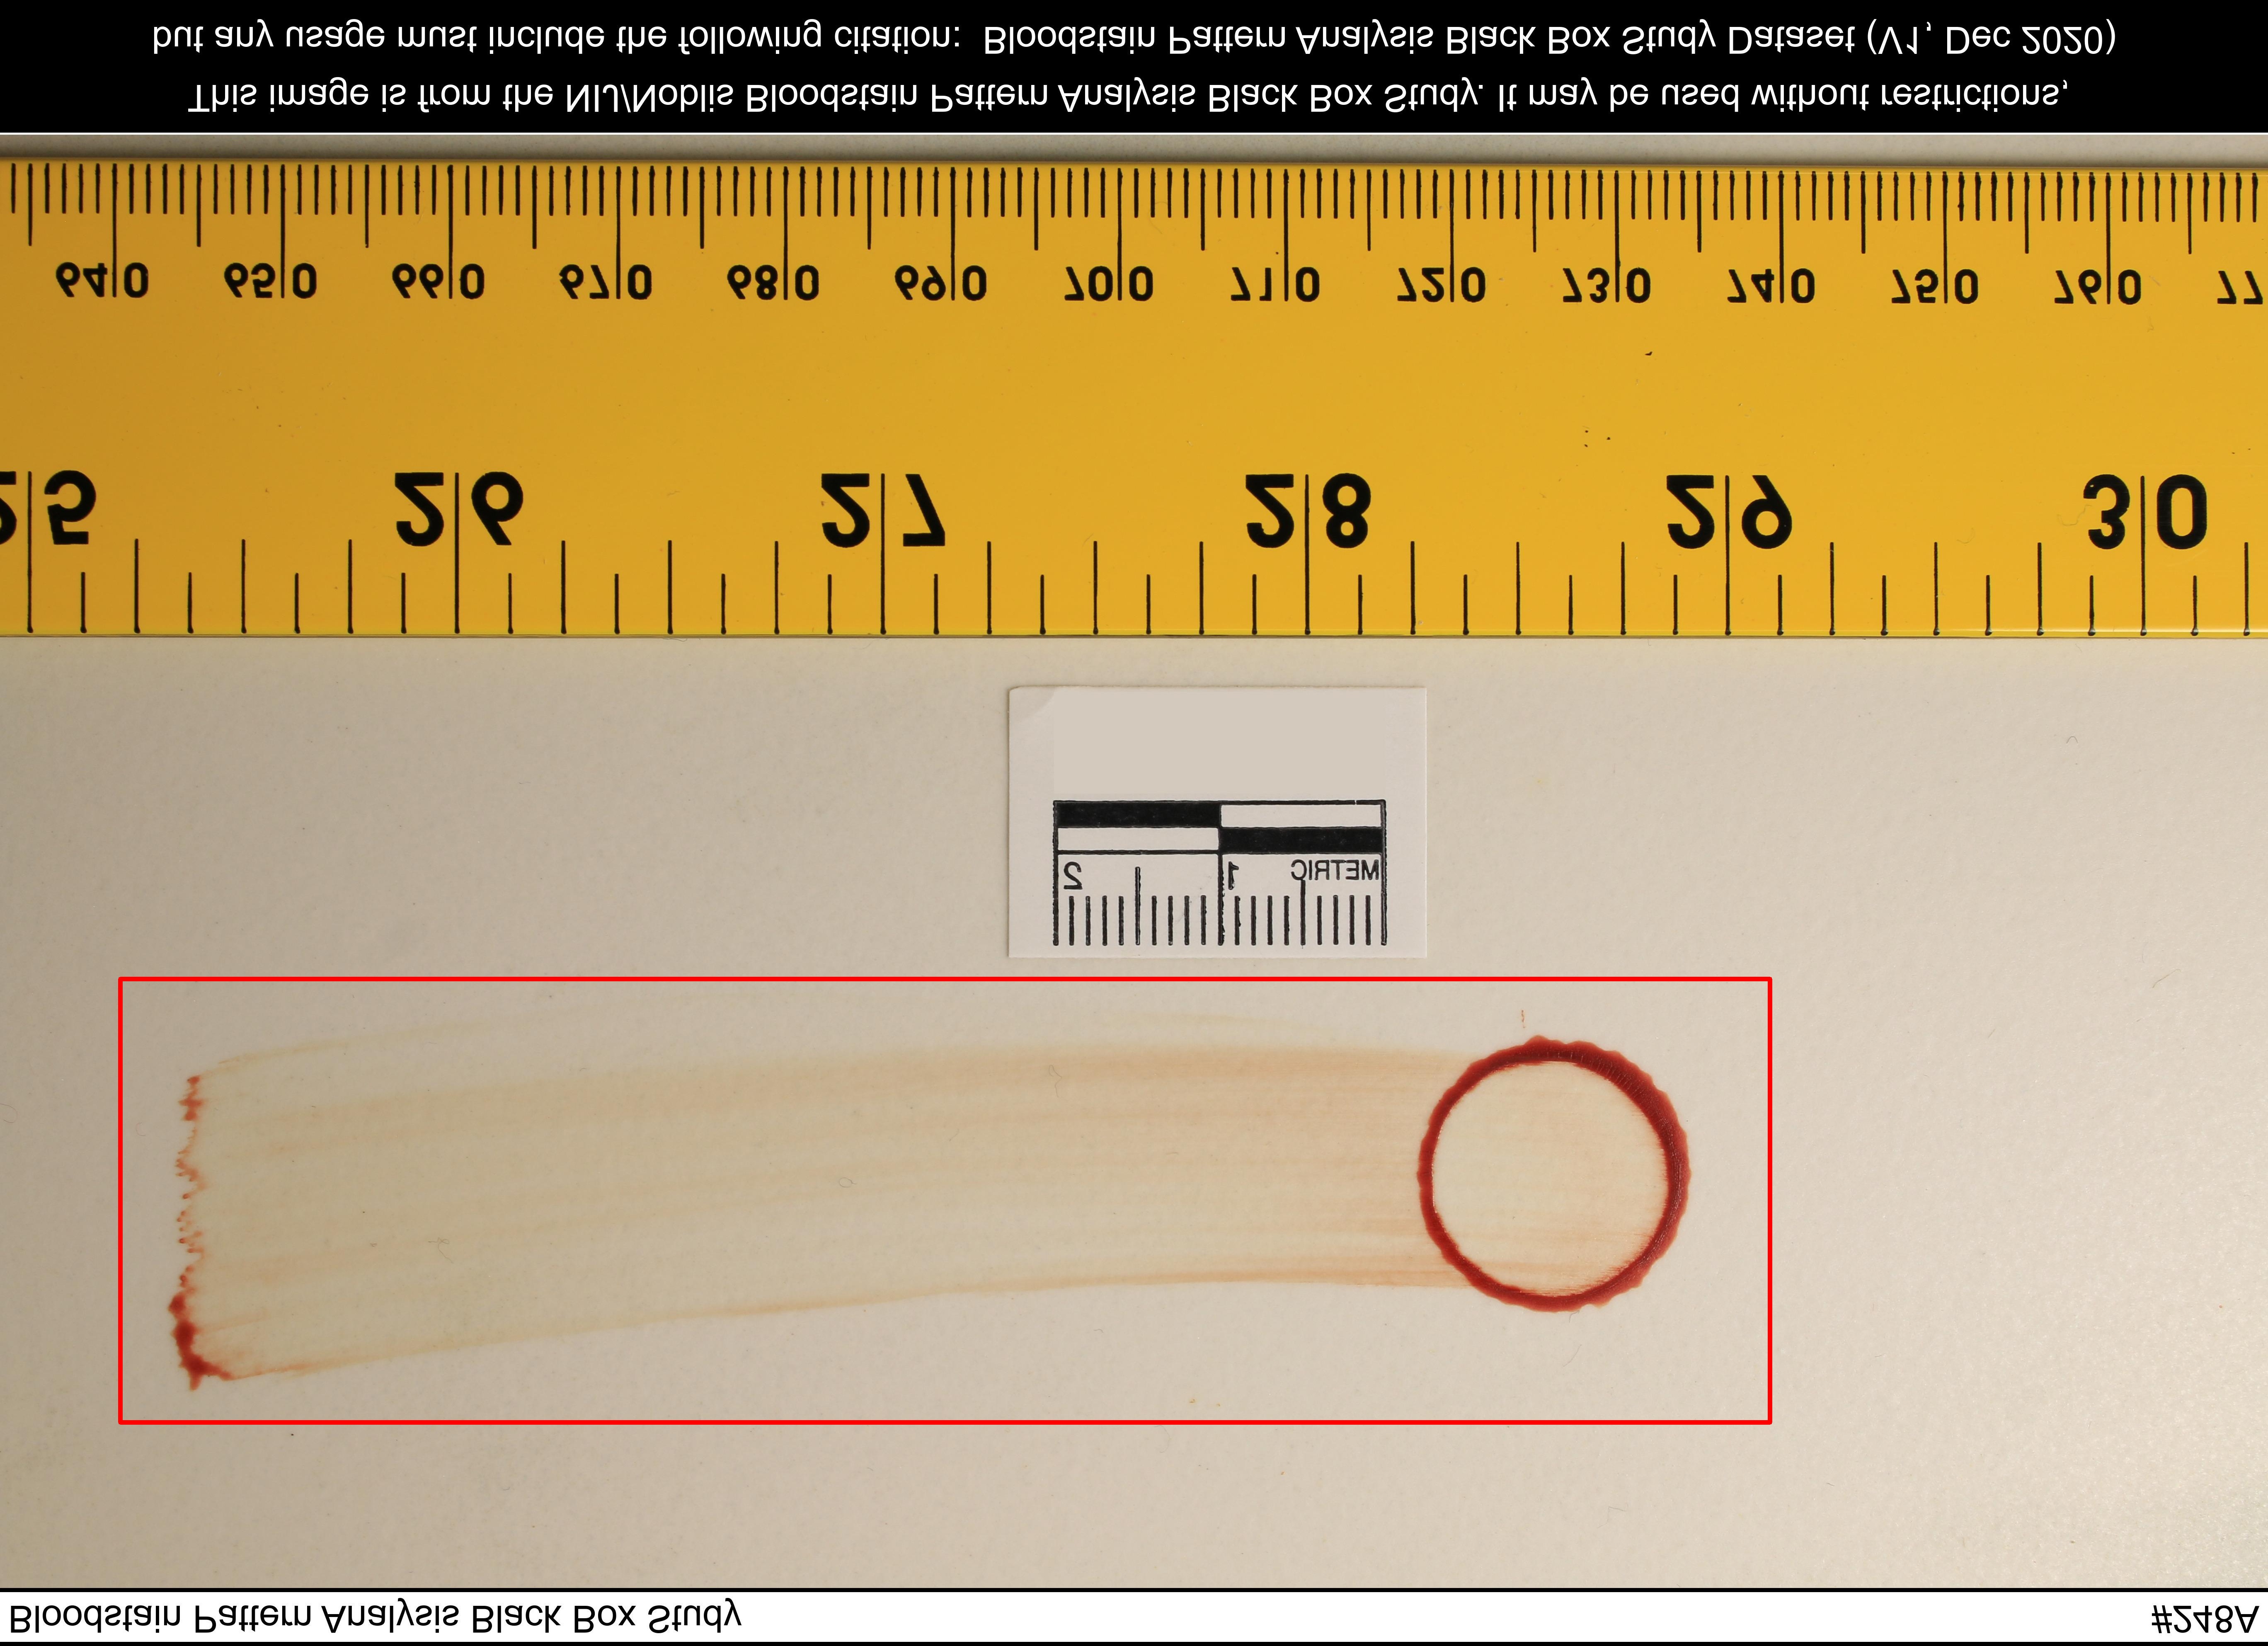 Bloodstain Pattern Analysis Black Box Study #248A
METRIC 1 2
25 26 27 28 29 30
640 650 660 670 680 690 700 710 720 730 740 750 760 77
This image is from the NIJ/Noblis Bloodstain Pattern Analysis Black Box Study. It may be used without restrictions,
but any usage must include the following citation: Bloodstain Pattern Analysis Black Box Study Dataset (V1, Dec 2020)